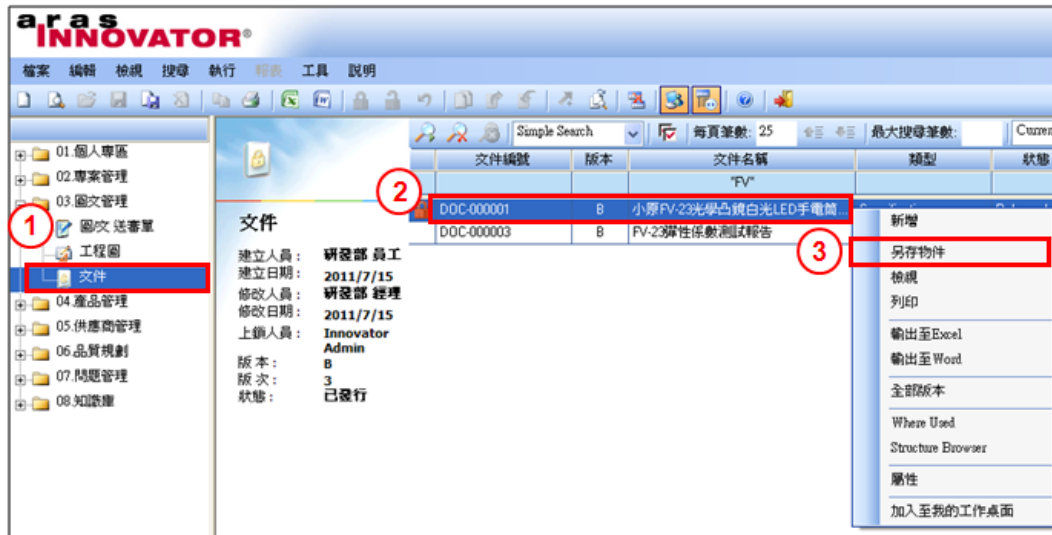 aras
INNOVATOR®
檔案 編輯 檢視 搜尋 執行 報表 工具 說明
Simple Search 每頁筆數: 25 最大搜尋筆數: Curren
01.個人專區
02.專案管理
03.圖文管理
圖/文 送審單
工程圖
文件
04.產品管理
05.供應商管理
06.品質規劃
07.問題管理
08.知識庫
1
文件
建立人員: 研發部 員工
建立日期: 2011/7/15
修改人員: 研發部 經理
修改日期: 2011/7/15
上鎖人員: Innovator Admin
版本: B
版次: 3
狀態: 已發行
文件編號 版本 文件名稱 類型 狀態
"FV"
2
DOC-000001 B 小原FV-23光學凸鏡白光LED手電筒...
DOC-000003 B FV-23彈性係數測試報告
3
新增
另存物件
檢視
列印
輸出至Excel
輸出至Word
全部版本
Where Used
Structure Browser
屬性
加入至我的工作桌面